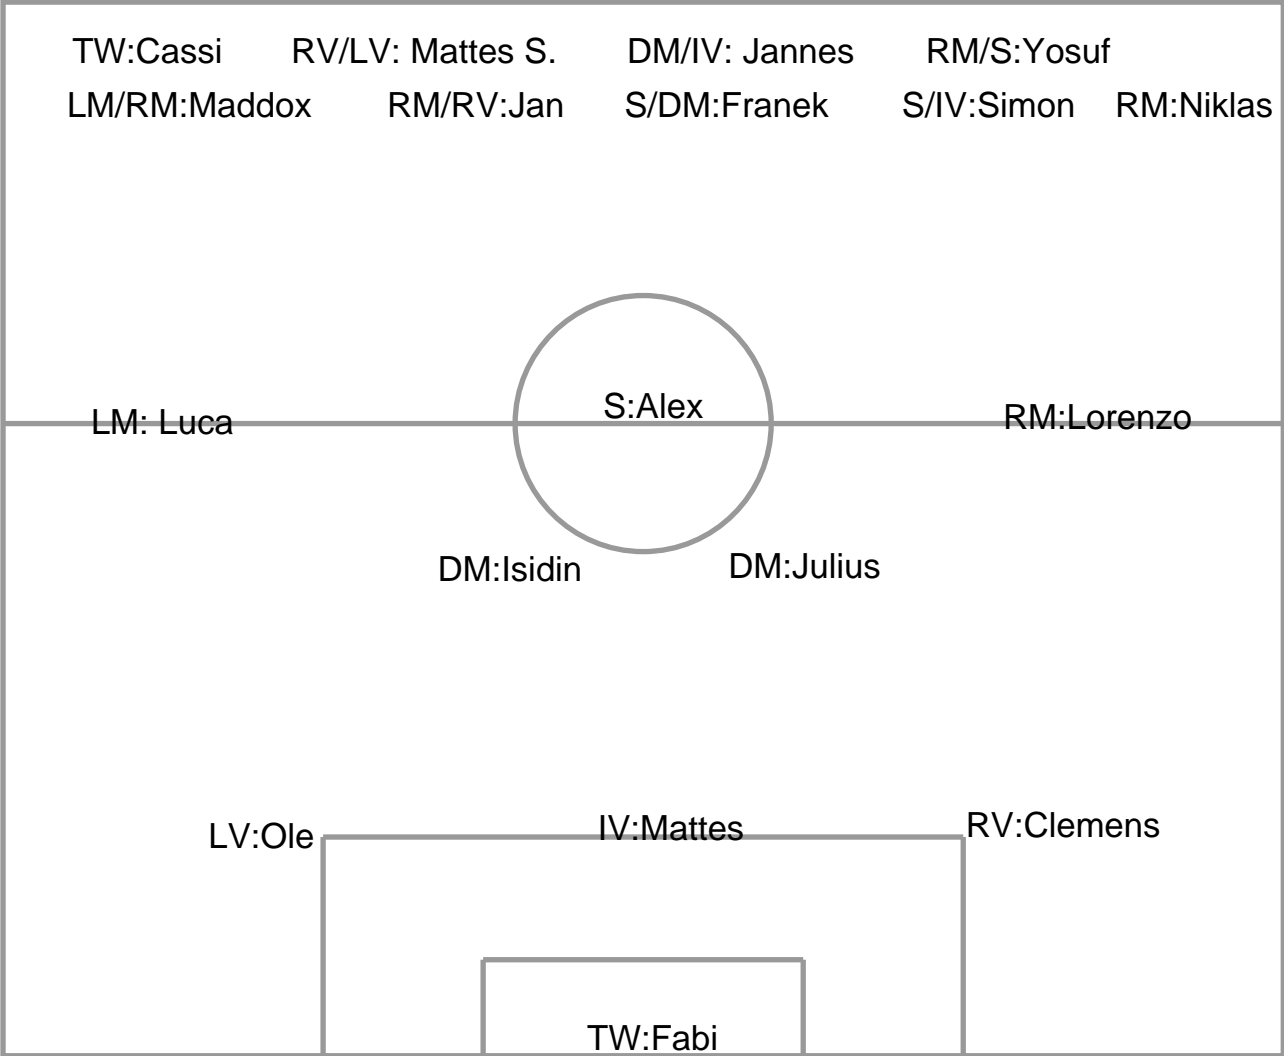 TW:Cassi RV/LV: Mattes S. DM/IV: Jannes RM/S:Yosuf
LM/RM:Maddox RM/RV:Jan S/DM:Franek S/IV:Simon RM:Niklas
LM: Luca S:Alex RM:Lorenzo
DM:Isidin DM:Julius
LV:Ole IV:Mattes RV:Clemens
TW:Fabi